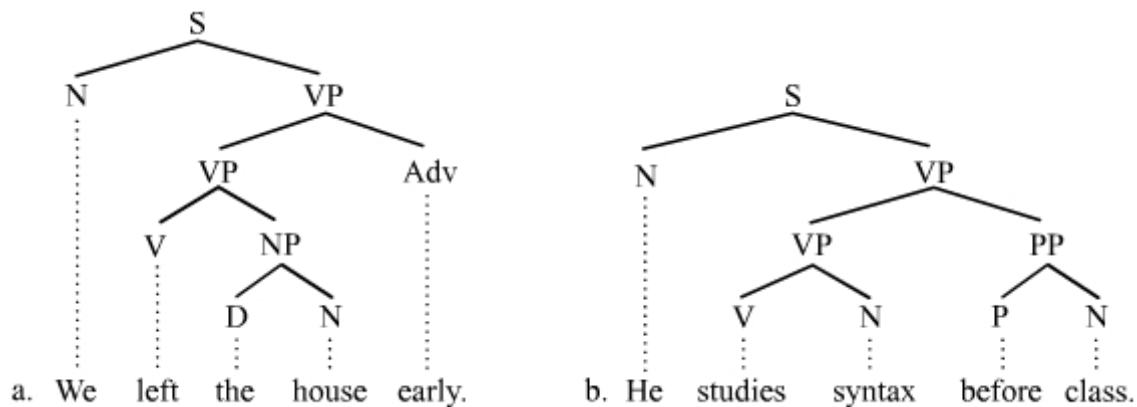 S
N VP
S
VP Adv
N VP
V NP
VP PP
D N
V N P N
a. We left the house early.
b. He studies syntax before class.